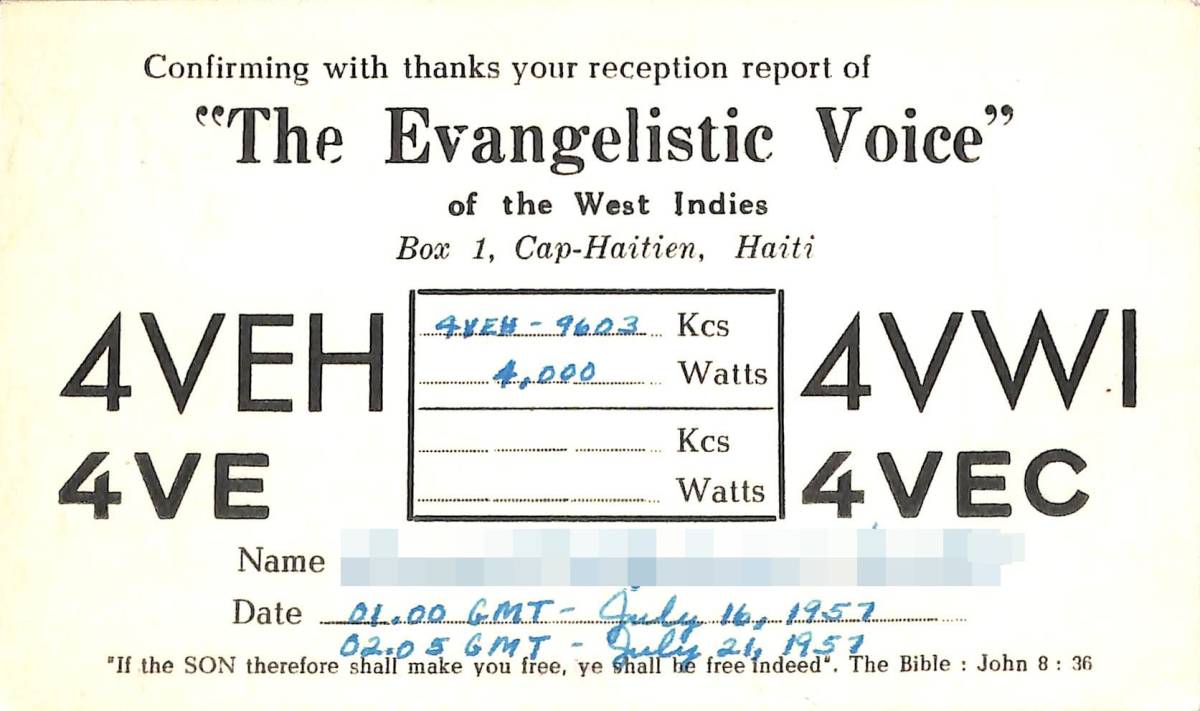 Confirming with thanks your reception report of
"The Evangelistic Voice"
of the West Indies
Box 1, Cap-Haitien, Haiti
4VEH
4VEH - 9603 Kcs
4,000 Watts
4VWI
4VE
Kcs
Watts
4VEC
Name
Date 01.00 GMT - July 16, 1957
02.05 GMT - July 21, 1957
"If the SON therefore shall make you free, ye shall be free indeed". The Bible : John 8 : 36